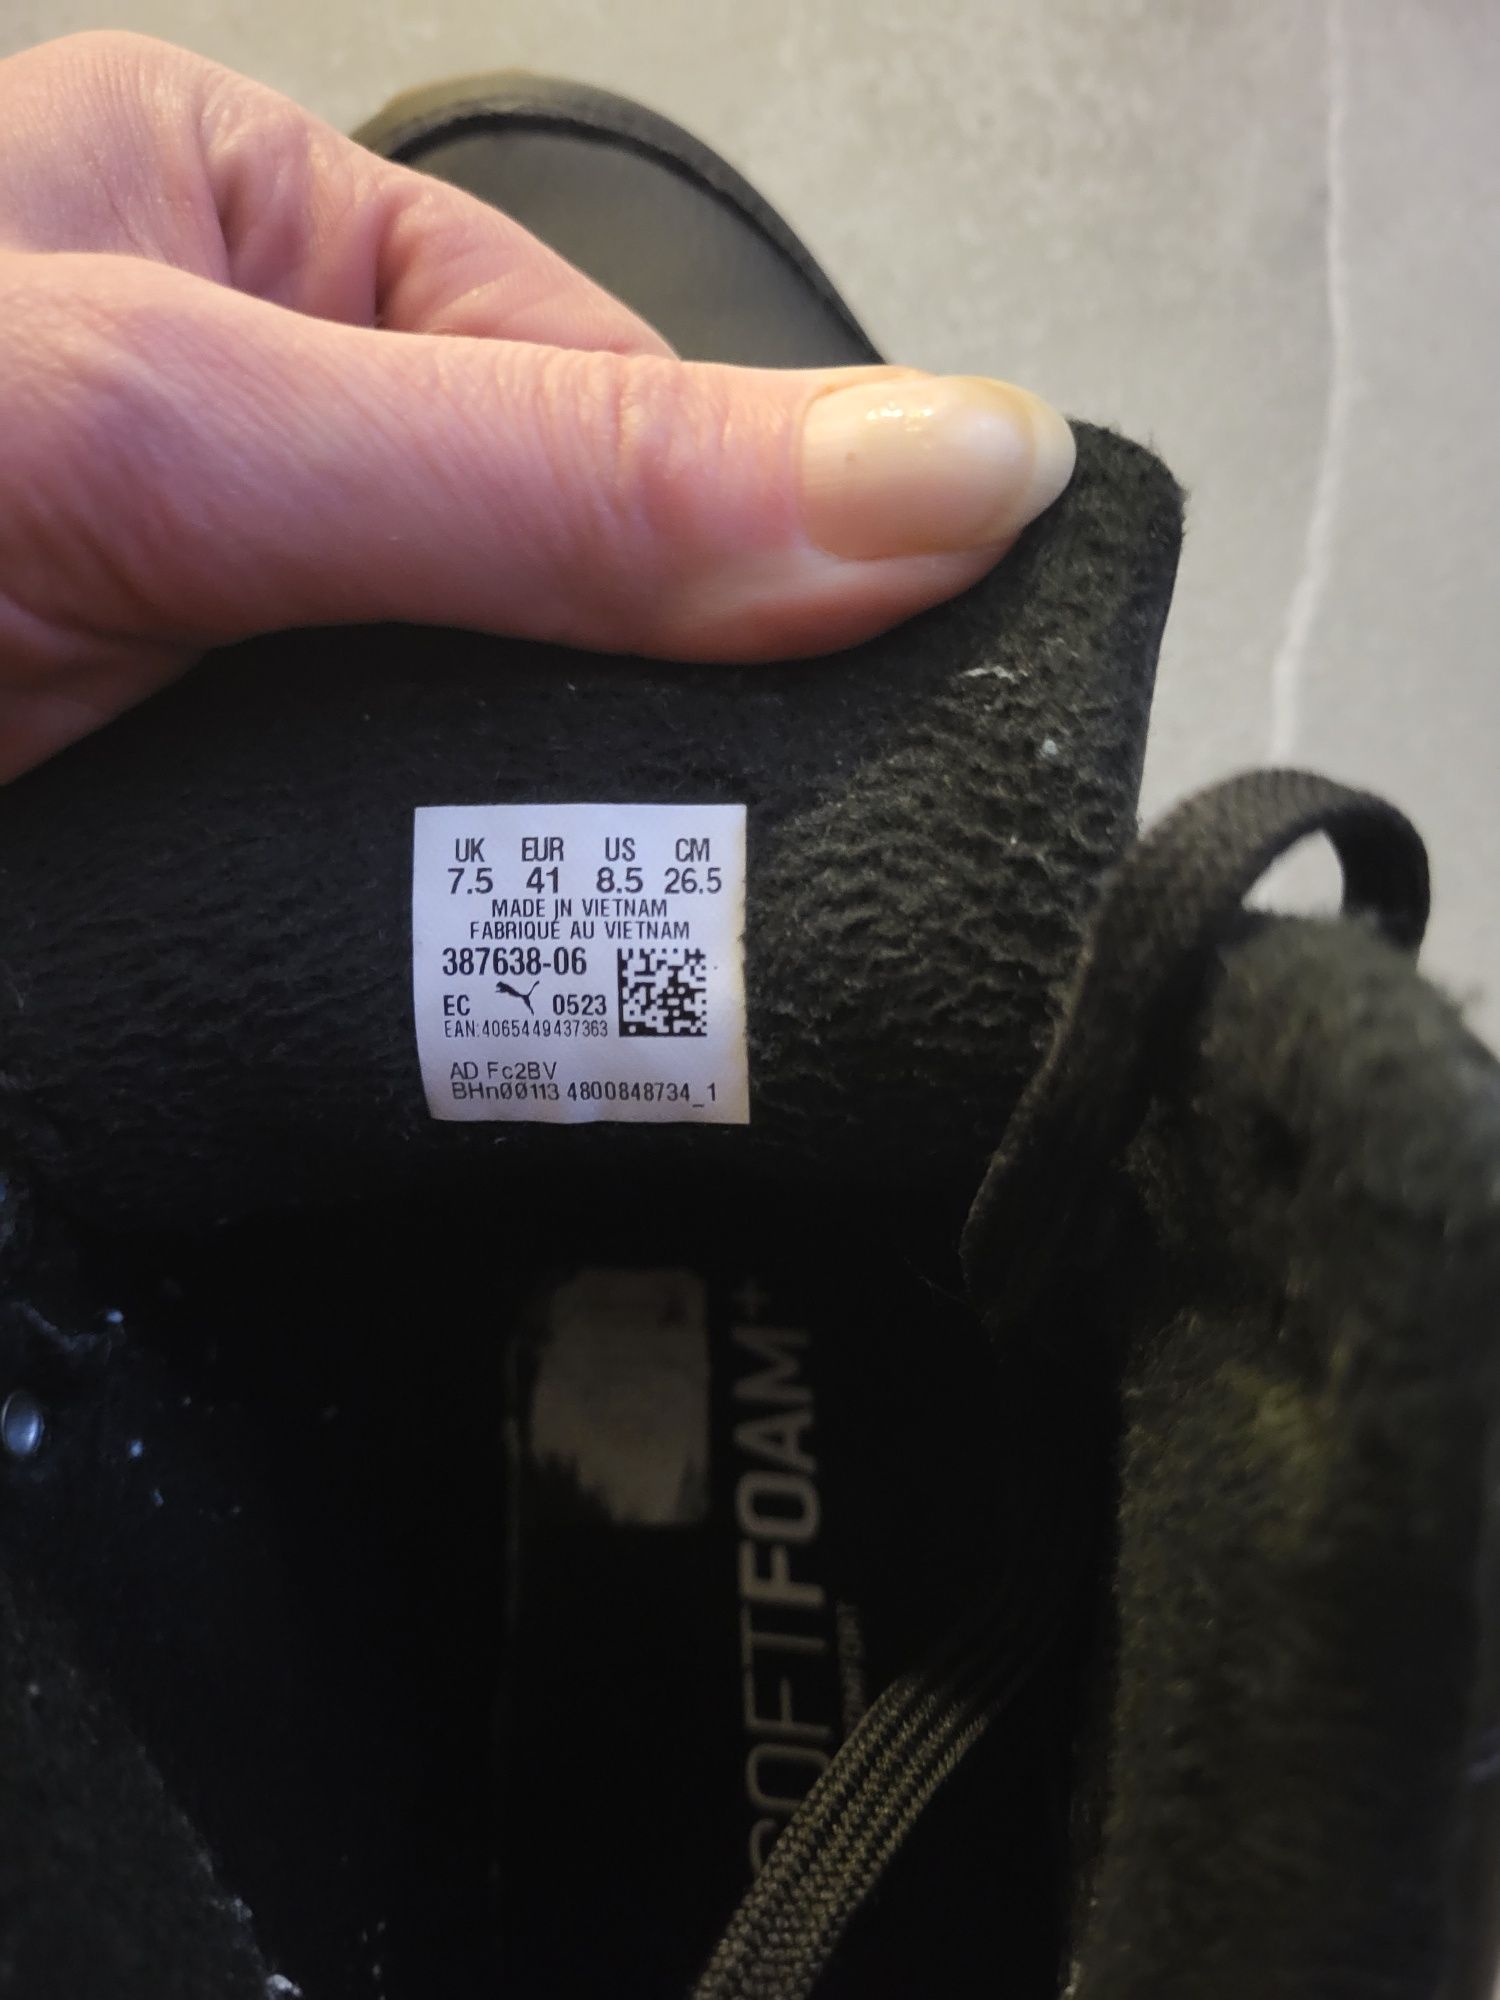 UK EUR US CM
7.5 41 8.5 26.5
MADE IN VIETNAM
FABRIQUÉ AU VIETNAM
387638-06
EC 0523
EAN:4065449437363
AD Fc2BV
BHn00113 4800848734_1
SOFTFOAM+